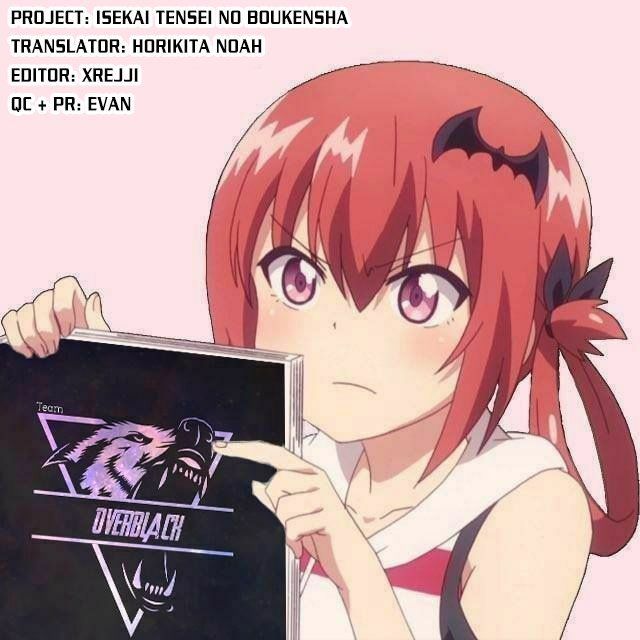 PROJECT: ISEKAI TENSEI NO BOUKENSHA
TRANSLATOR: HORIKITA NOAH
EDITOR: XREJJI
QC + PR: EVAN
Team
OVERBLACK